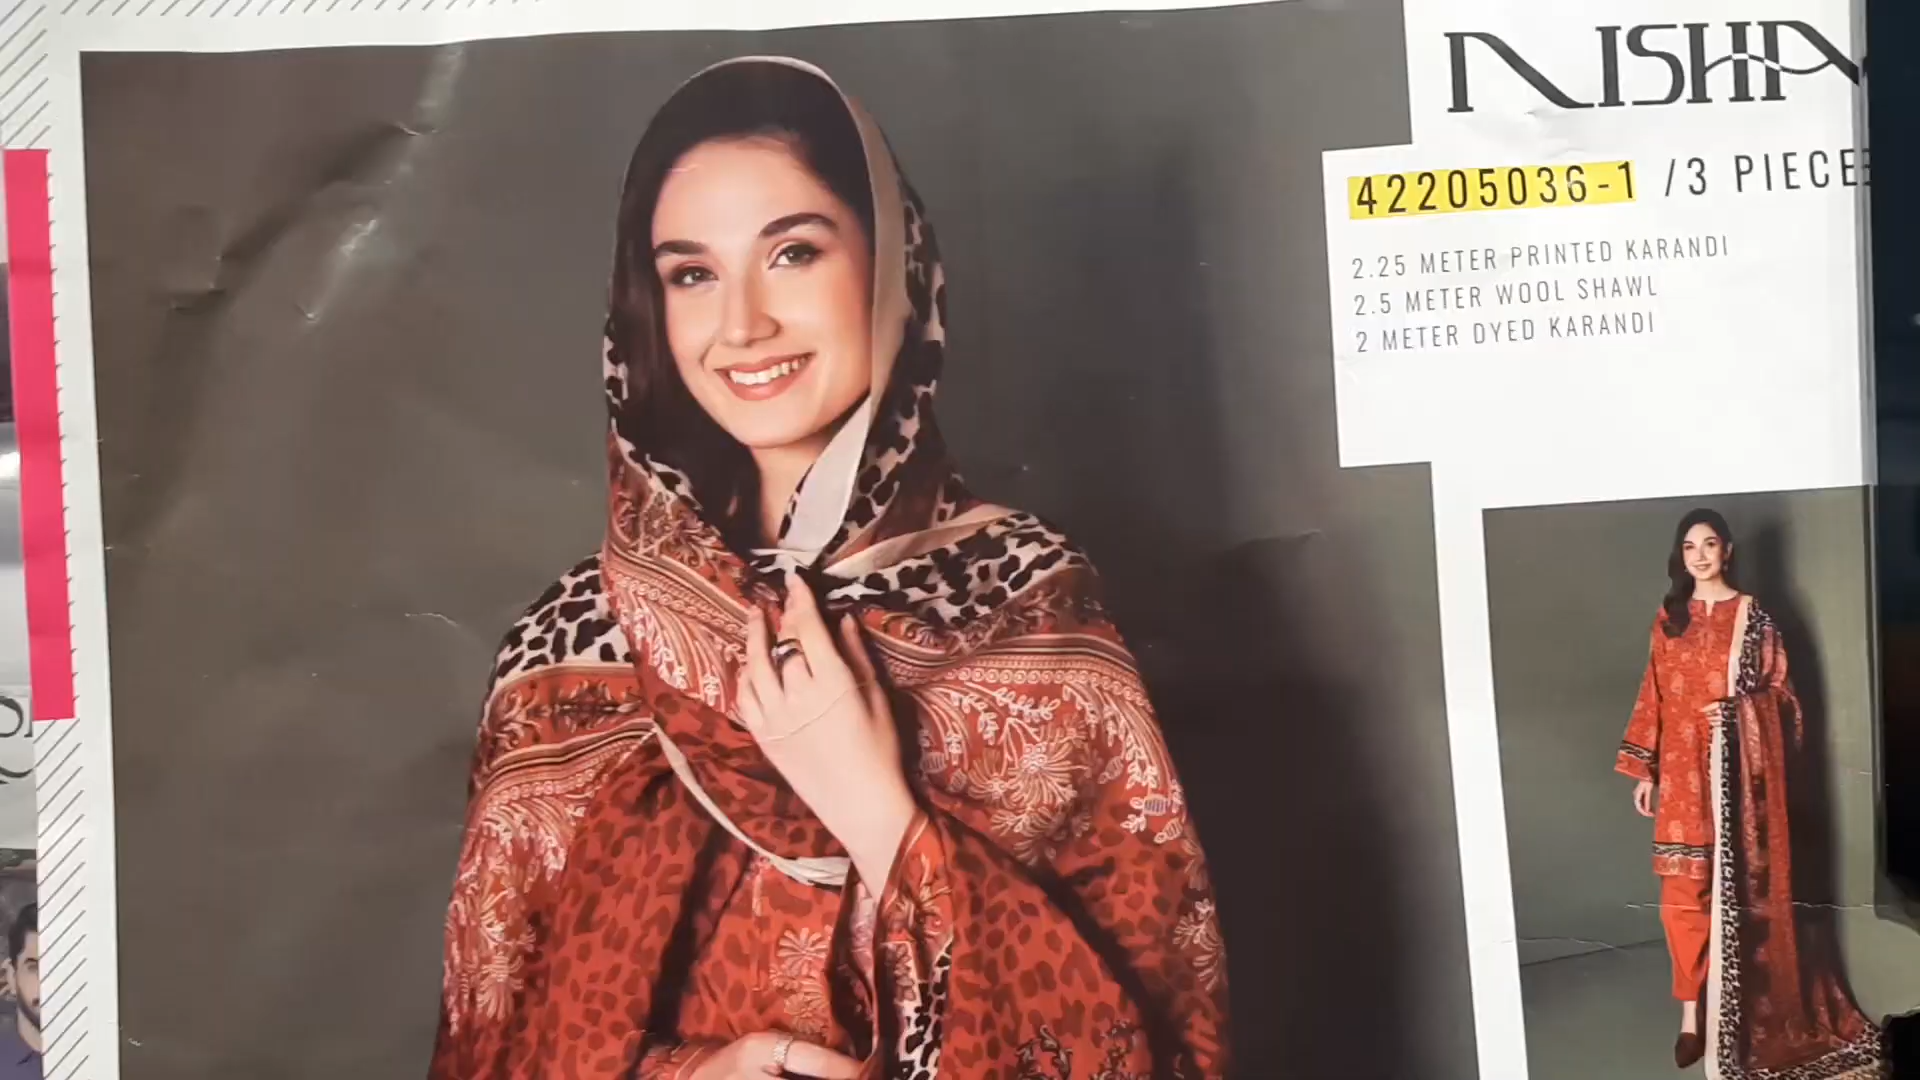 NISHA
42205036-1 /3 PIECE
2.25 METER PRINTED KARANDI
2.5 METER WOOL SHAWL
2 METER DYED KARANDI